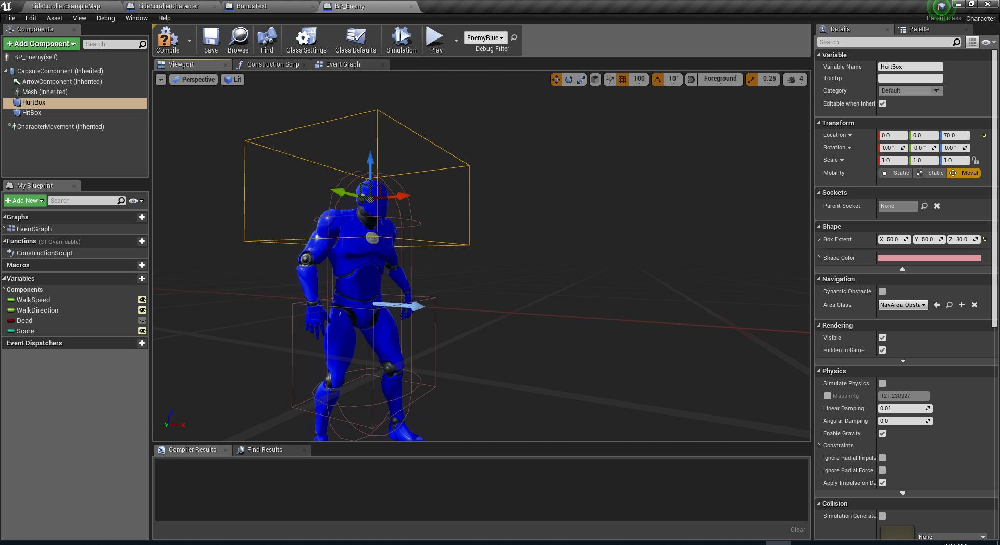 SideScrollerExampleMap
SideScrollerCharacter
BonusText
BP_Enemy
File Edit Asset View Debug Window Help
Parent class: Character
Components
Add Component
Search
BP_Enemy(self)
CapsuleComponent (Inherited)
ArrowComponent (Inherited)
Mesh (Inherited)
HurtBox
HitBox
CharacterMovement (Inherited)
My Blueprint
Add New
Search
Graphs
EventGraph
Functions (31 Overridable)
ConstructionScript
Macros
Variables
Components
WalkSpeed
WalkDirection
Dead
Score
Event Dispatchers
Compile
Save
Browse
Find
Class Settings
Class Defaults
Simulation
Play
EnemyBlue
Debug Filter
Viewport
Construction Scrip
Event Graph
Perspective
Lit
100
10°
Foreground
0.25
4
Z
Y
X
Compiler Results
Find Results
Clear
Details
Palette
Search
Variable
Variable Name HurtBox
Tooltip
Category Default
Editable when Inheri
Transform
Location 0.0 0.0 70.0
Rotation 0.0 ° 0.0 ° 0.0 °
Scale 1.0 1.0 1.0
Mobility Static Static Moval
Sockets
Parent Socket None
Shape
Box Extent X 50.0 Y 50.0 Z 30.0
Shape Color
Navigation
Dynamic Obstacle
Area Class NavArea_Obsta
Rendering
Visible
Hidden in Game
Physics
Simulate Physics
MassInKg 121.230927
Linear Damping 0.01
Angular Damping 0.0
Enable Gravity
Constraints
Ignore Radial Impuls
Ignore Radial Force
Apply Impulse on Da
Collision
Simulation Generate
None